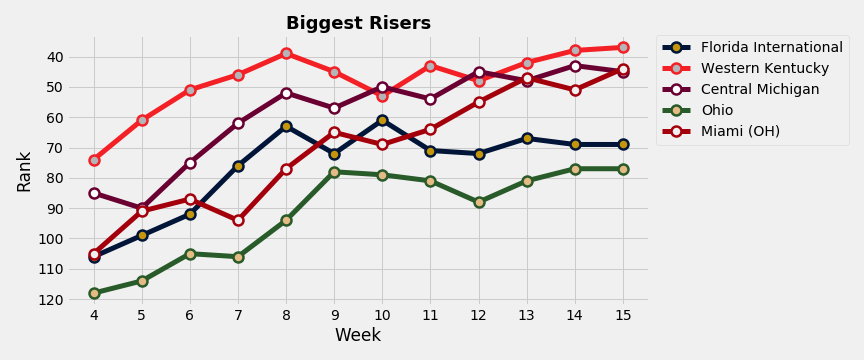 Biggest Risers
Florida International
Western Kentucky
Central Michigan
Ohio
Miami (OH)
Rank
40
50
60
70
80
90
100
110
120
4 5 6 7 8 9 10 11 12 13 14 15
Week